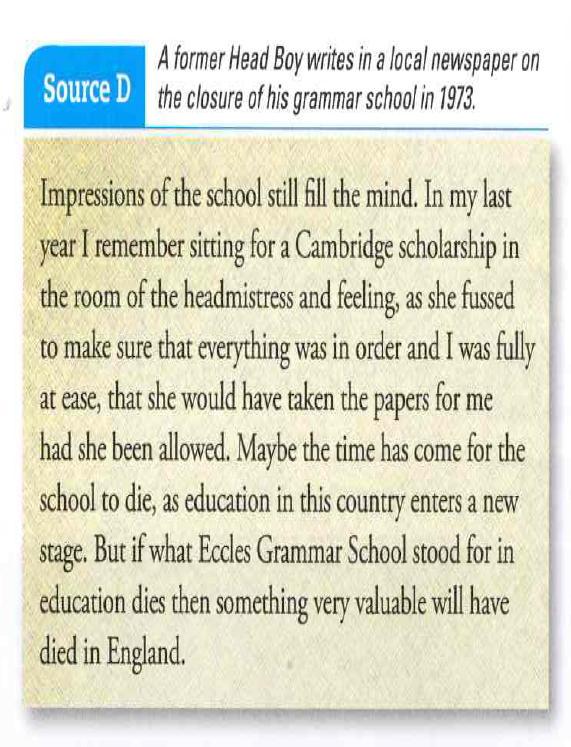 Source D
A former Head Boy writes in a local newspaper on
the closure of his grammar school in 1973.
Impressions of the school still fill the mind. In my last
year I remember sitting for a Cambridge scholarship in
the room of the headmistress and feeling, as she fussed
to make sure that everything was in order and I was fully
at ease, that she would have taken the papers for me
had she been allowed. Maybe the time has come for the
school to die, as education in this country enters a new
stage. But if what Eccles Grammar School stood for in
education dies then something very valuable will have
died in England.